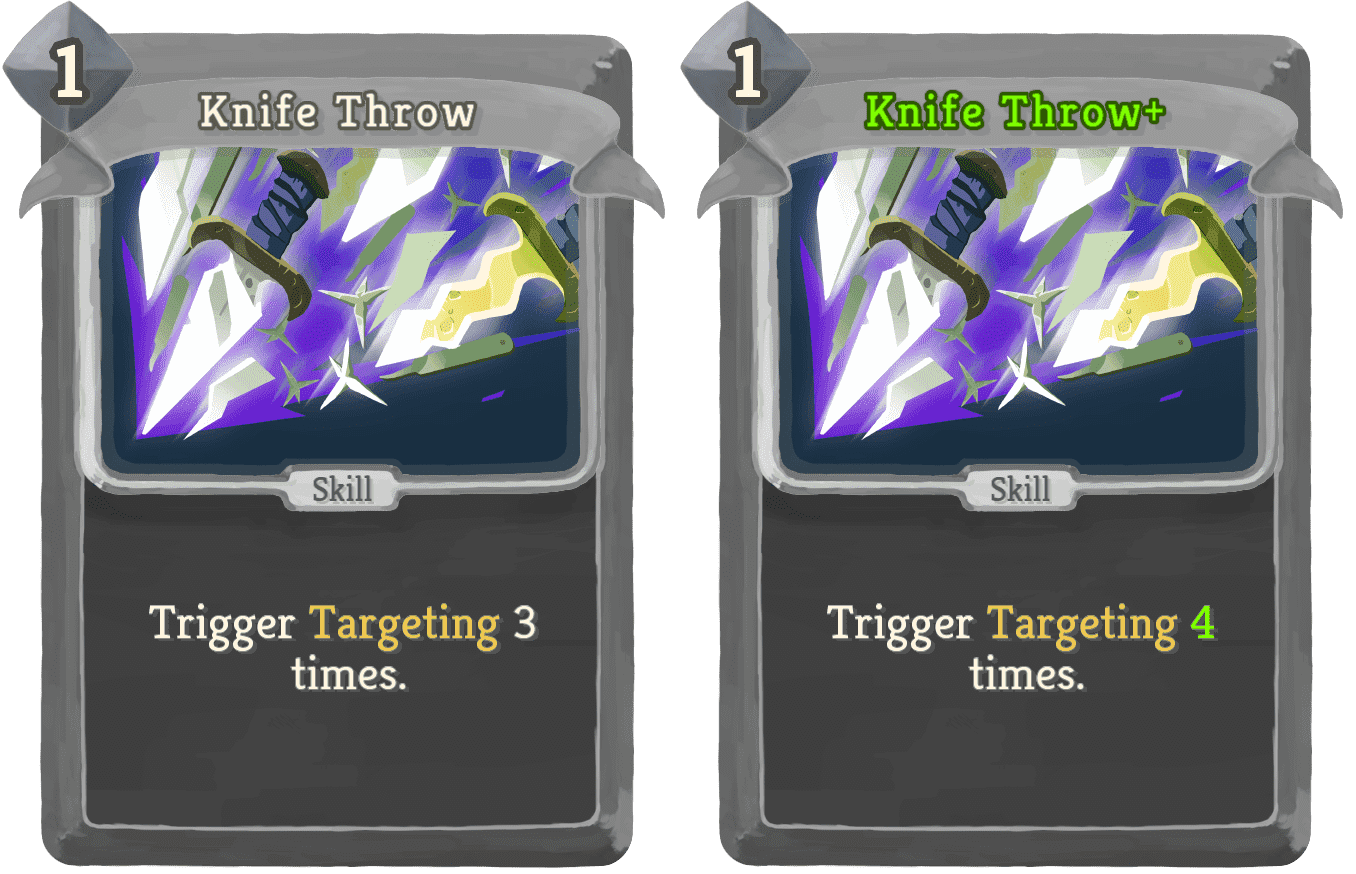 1
Knife Throw
Skill
Trigger Targeting 3
times.
1
Knife Throw+
Skill
Trigger Targeting 4
times.